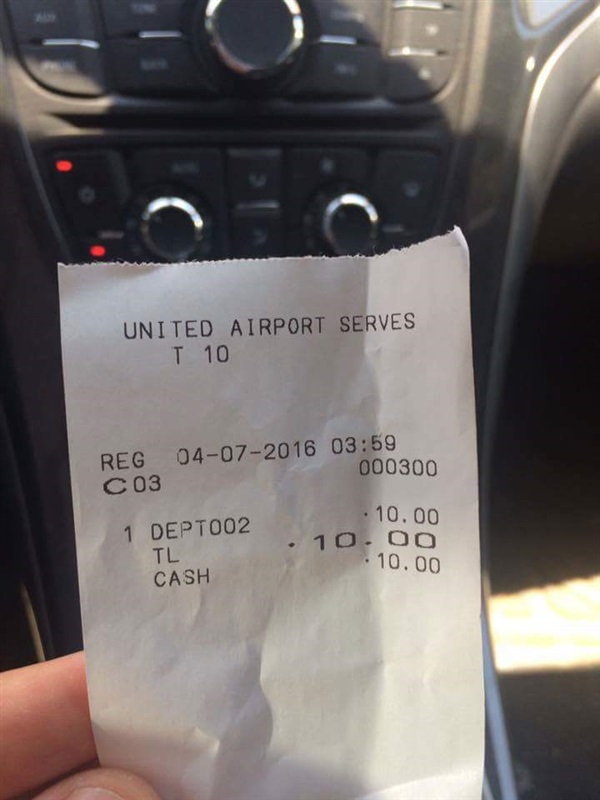 UNITED AIRPORT SERVES
T 10
REG 04-07-2016 03:59
C03 000300
1 DEPT002 ·10.00
TL ·10.00
CASH ·10.00